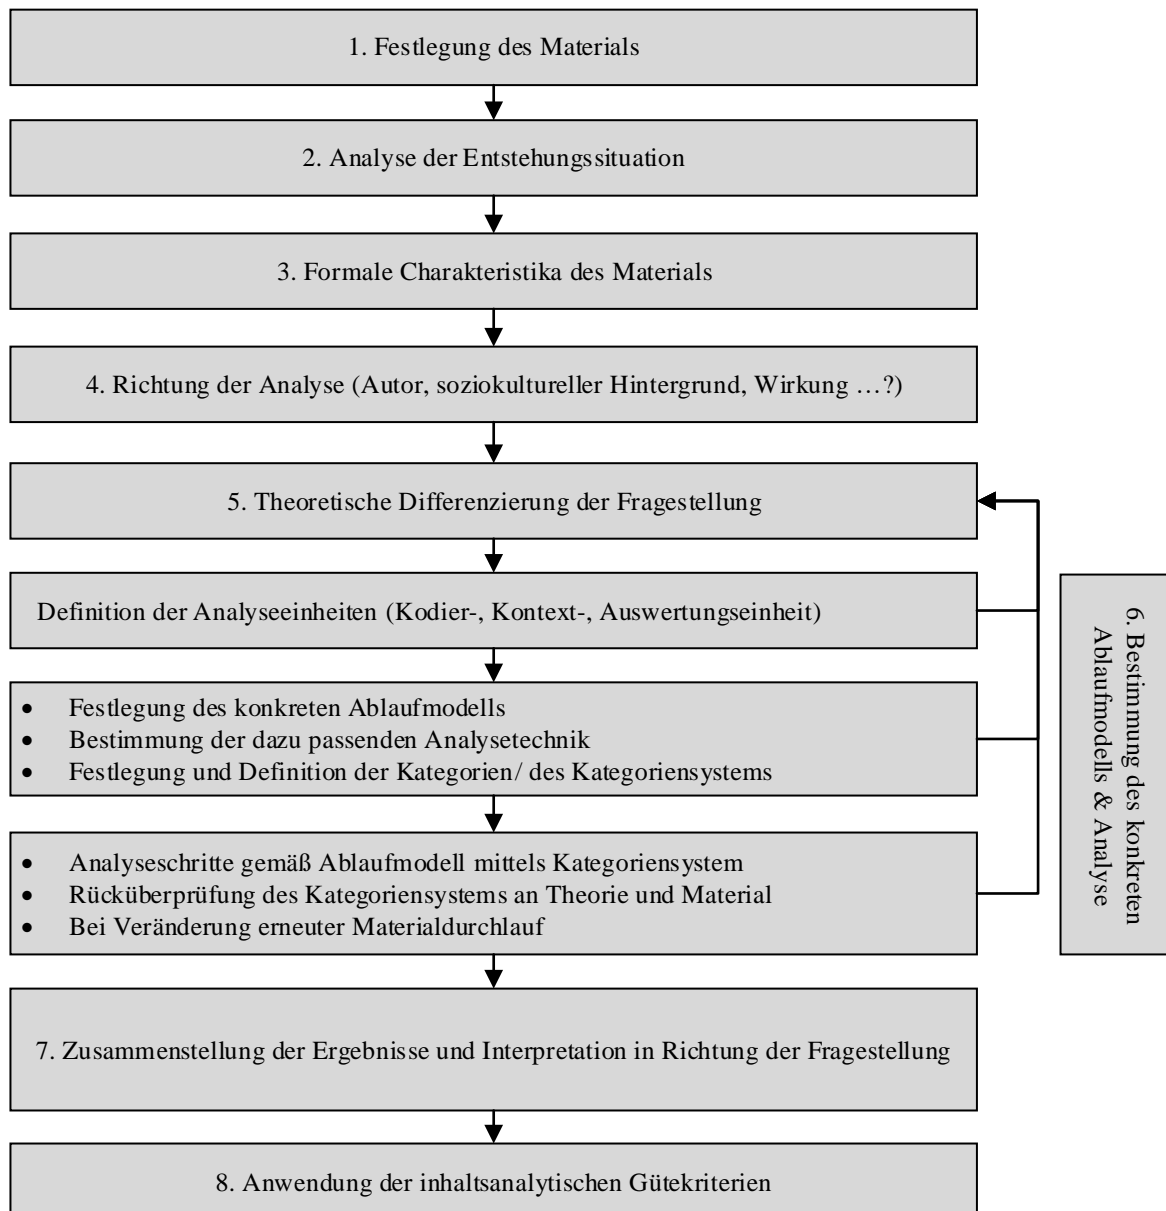 1. Festlegung des Materials
2. Analyse der Entstehungssituation
3. Formale Charakteristika des Materials
4. Richtung der Analyse (Autor, soziokultureller Hintergrund, Wirkung …?)
5. Theoretische Differenzierung der Fragestellung
Definition der Analyseeinheiten (Kodier-, Kontext-, Auswertungseinheit)
• Festlegung des konkreten Ablaufmodells
• Bestimmung der dazu passenden Analysetechnik
• Festlegung und Definition der Kategorien/ des Kategoriensystems
• Analyseschritte gemäß Ablaufmodell mittels Kategoriensystem
• Rücküberprüfung des Kategoriensystems an Theorie und Material
• Bei Veränderung erneuter Materialdurchlauf
6. Bestimmung des konkreten
Ablaufmodells & Analyse
7. Zusammenstellung der Ergebnisse und Interpretation in Richtung der Fragestellung
8. Anwendung der inhaltsanalytischen Gütekriterien